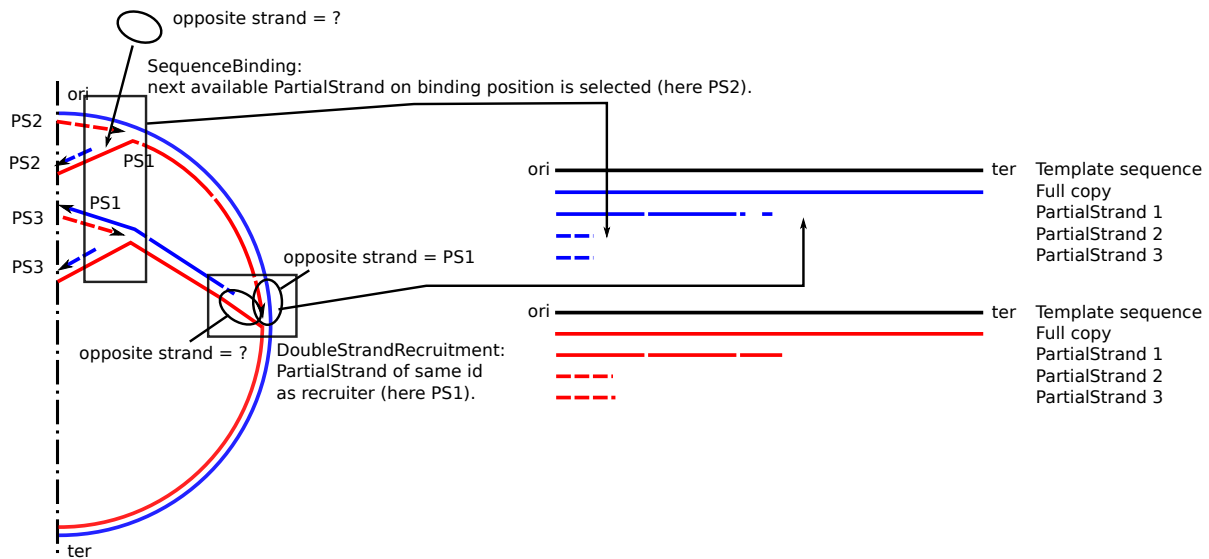 opposite strand = ?
SequenceBinding:
next available PartialStrand on binding position is selected (here PS2).
ori
PS2
PS2
PS1
PS1
PS3
PS3
opposite strand = PS1
opposite strand = ?
DoubleStrandRecruitment:
PartialStrand of same id
as recruiter (here PS1).
ter
ori
ter
Template sequence
Full copy
PartialStrand 1
PartialStrand 2
PartialStrand 3
ori
ter
Template sequence
Full copy
PartialStrand 1
PartialStrand 2
PartialStrand 3